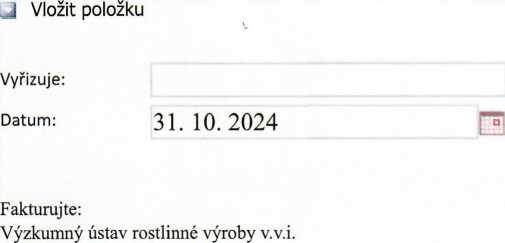 Vložit položku
Vyřizuje:
Datum: 31. 10. 2024
Fakturujte:
Výzkumný ústav rostlinné výroby v.v.i.